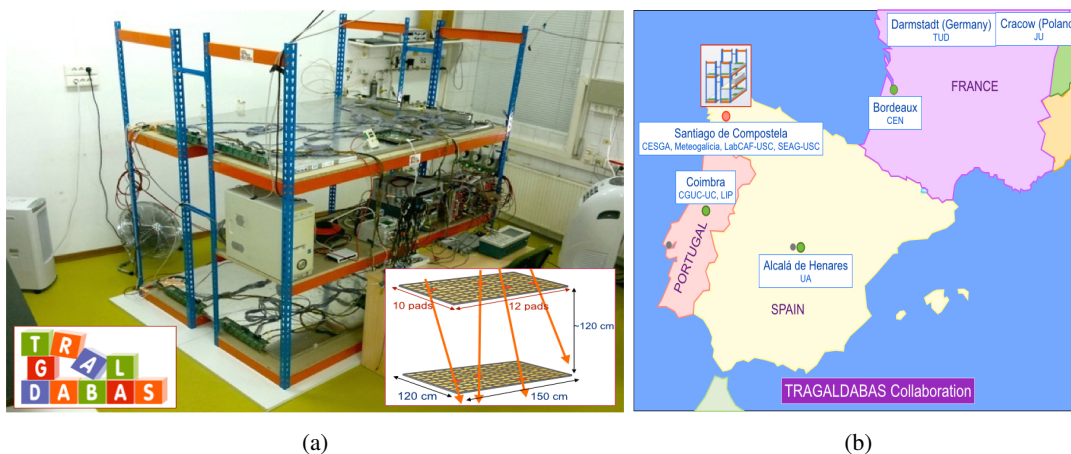 T R A L
G A
D A B A S
10 pads
12 pads
~120 cm
120 cm
150 cm
(a)
Darmstadt (Germany)
TUD
Cracow (Poland
JU
FRANCE
Bordeaux
CEN
Santiago de Compostela
CESGA, Meteogalicia, LabCAF-USC, SEAG-USC
Coimbra
CGUC-UC, LIP
PORTUGAL
Alcalá de Henares
UA
SPAIN
TRAGALDABAS Collaboration
(b)